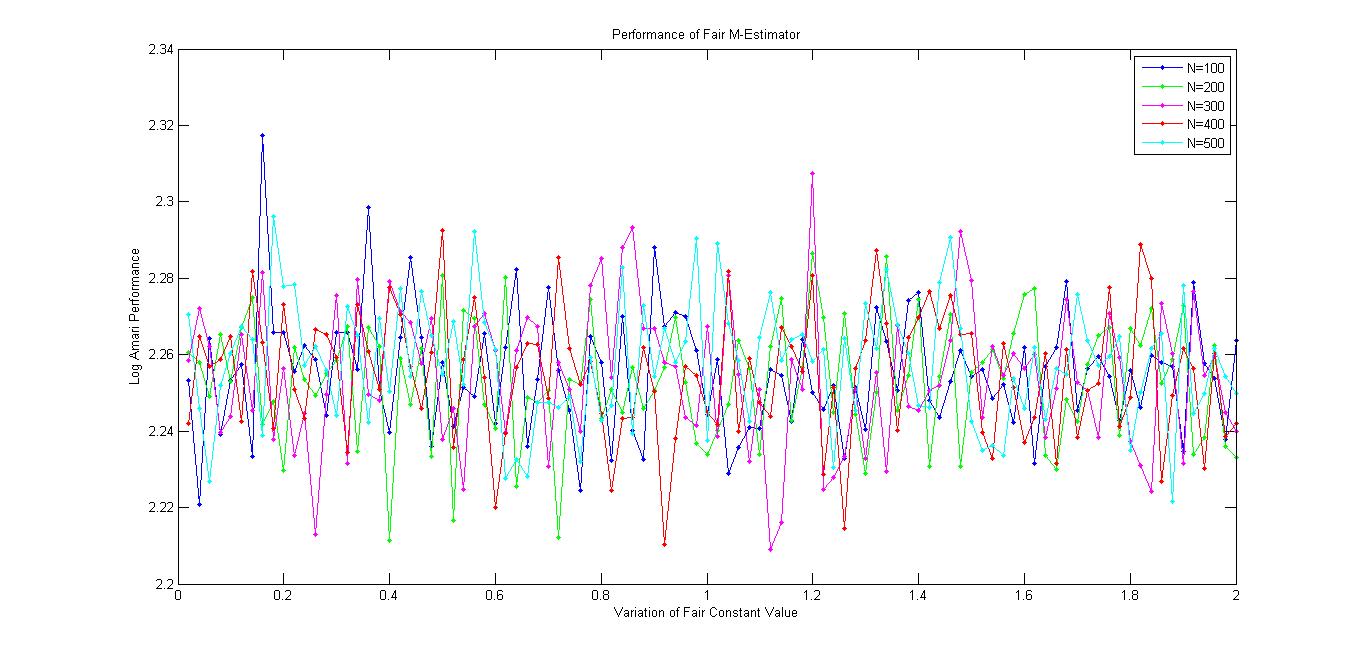 Performance of Fair M-Estimator
Log Amari Performance
2.34
2.32
2.3
2.28
2.26
2.24
2.22
2.2
0 0.2 0.4 0.6 0.8 1 1.2 1.4 1.6 1.8 2
Variation of Fair Constant Value
N=100
N=200
N=300
N=400
N=500